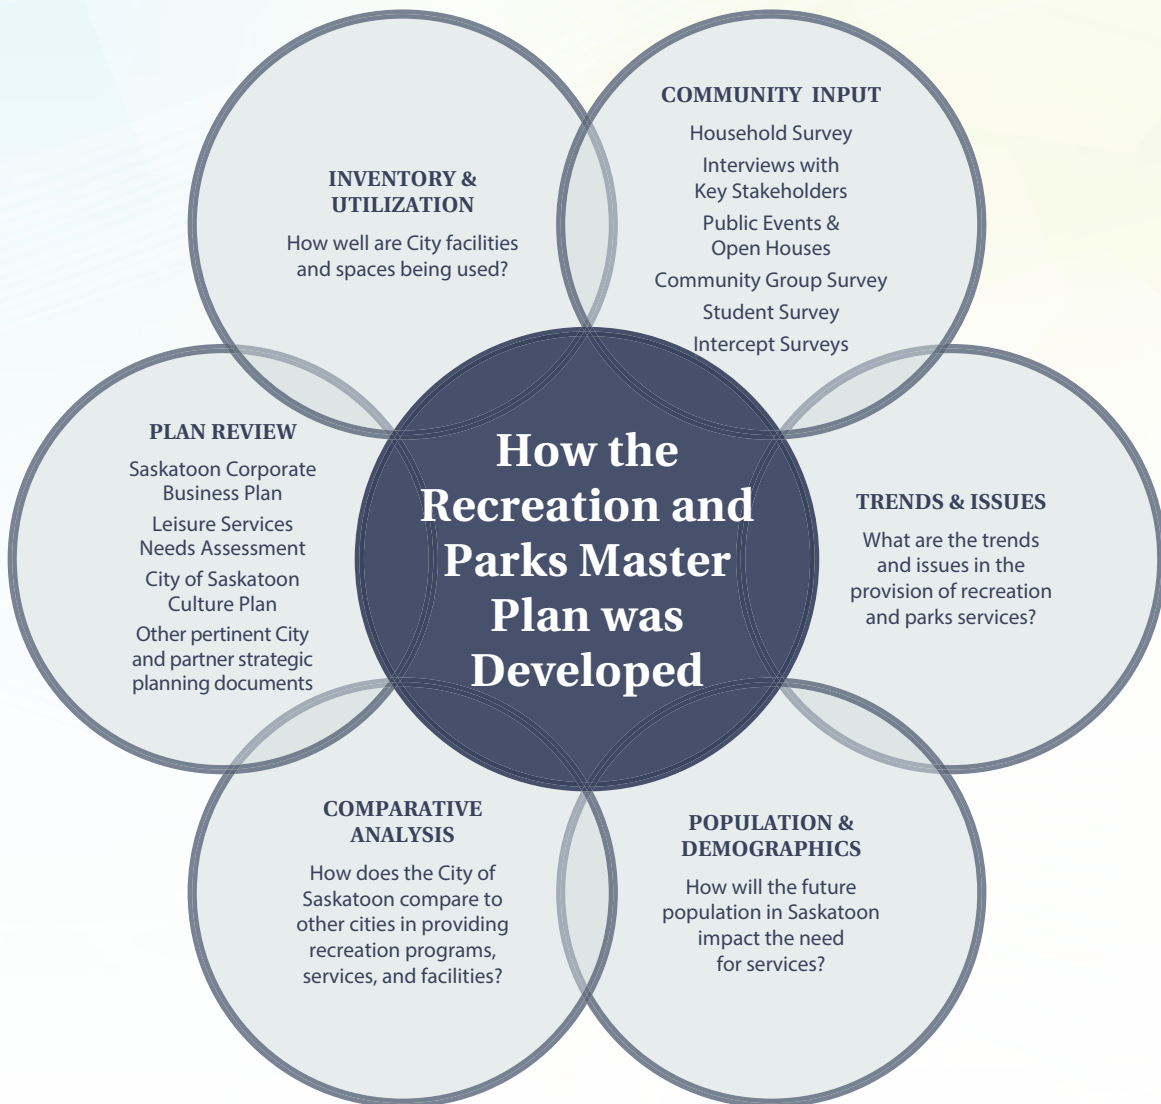 COMMUNITY INPUT
Household Survey
Interviews with
Key Stakeholders
Public Events &
Open Houses
Community Group Survey
Student Survey
Intercept Surveys
INVENTORY &
UTILIZATION
How well are City facilities
and spaces being used?
PLAN REVIEW
Saskatoon Corporate
Business Plan
Leisure Services
Needs Assessment
City of Saskatoon
Culture Plan
Other pertinent City
and partner strategic
planning documents
How the
Recreation and
Parks Master
Plan was
Developed
TRENDS & ISSUES
What are the trends
and issues in the
provision of recreation
and parks services?
COMPARATIVE
ANALYSIS
How does the City of
Saskatoon compare to
other cities in providing
recreation programs,
services, and facilities?
POPULATION &
DEMOGRAPHICS
How will the future
population in Saskatoon
impact the need
for services?